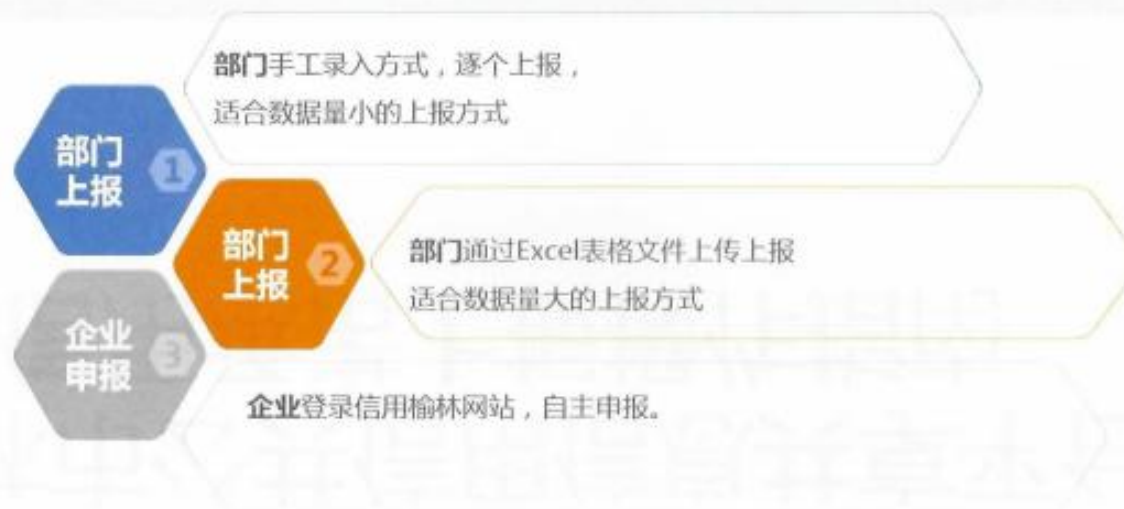 部门
上报
1
部门手工录入方式，逐个上报，
适合数据量小的上报方式
部门
上报
2
部门通过Excel表格文件上传上报
适合数据量大的上报方式
企业
申报
3
企业登录信用榆林网站，自主申报。